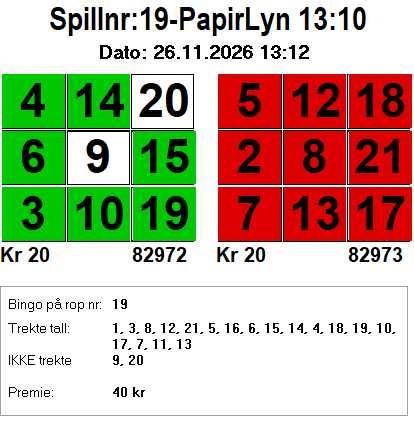 Spillnr:19-PapirLyn 13:10
Dato: 26.11.2026 13:12
4 14 20 5 12 18
6 9 15 2 8 21
3 10 19 7 13 17
Kr 20 82972 Kr 20 82973
Bingo på rop nr: 19
Trekte tall: 1, 3, 8, 12, 21, 5, 16, 6, 15, 14, 4, 18, 19, 10,
17, 7, 11, 13
IKKE trekte 9, 20
Premie: 40 kr